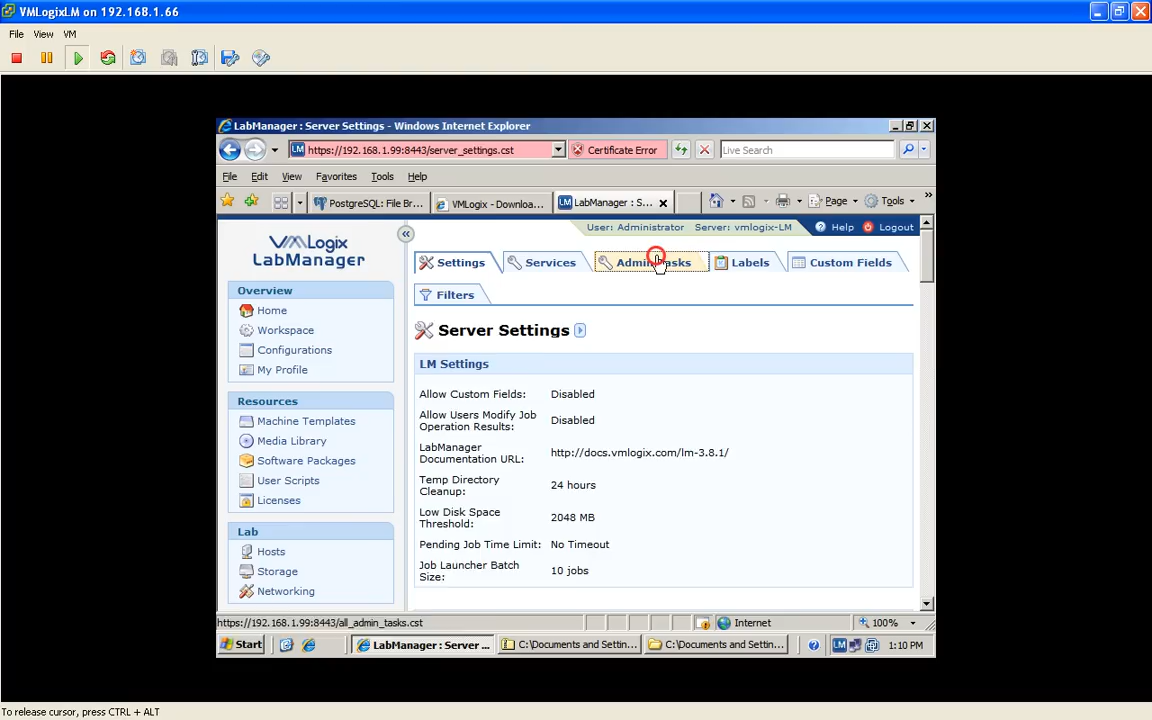 VMLogixLM on 192.168.1.66
File View VM
LabManager : Server Settings - Windows Internet Explorer
LM https://192.168.1.99:8443/server_settings.cst Certificate Error Live Search
File Edit View Favorites Tools Help
PostgreSQL: File Br... VMLogix - Downloa... LM LabManager : S... Page Tools
User: Administrator Server: vmlogix-LM Help Logout
VMLogix
LabManager
Settings Services Admin Tasks Labels Custom Fields
Filters
Overview
Home
Workspace
Configurations
My Profile
Resources
Machine Templates
Media Library
Software Packages
User Scripts
Licenses
Lab
Hosts
Storage
Networking
Server Settings
LM Settings
Allow Custom Fields: Disabled
Allow Users Modify Job
Operation Results: Disabled
LabManager
Documentation URL: http://docs.vmlogix.com/lm-3.8.1/
Temp Directory
Cleanup: 24 hours
Low Disk Space
Threshold: 2048 MB
Pending Job Time Limit: No Timeout
Job Launcher Batch
Size: 10 jobs
https://192.168.1.99:8443/all_admin_tasks.cst Internet 100%
Start LabManager : Server ... C:\Documents and Settin... C:\Documents and Settin... LM 1:10 PM
To release cursor, press CTRL + ALT